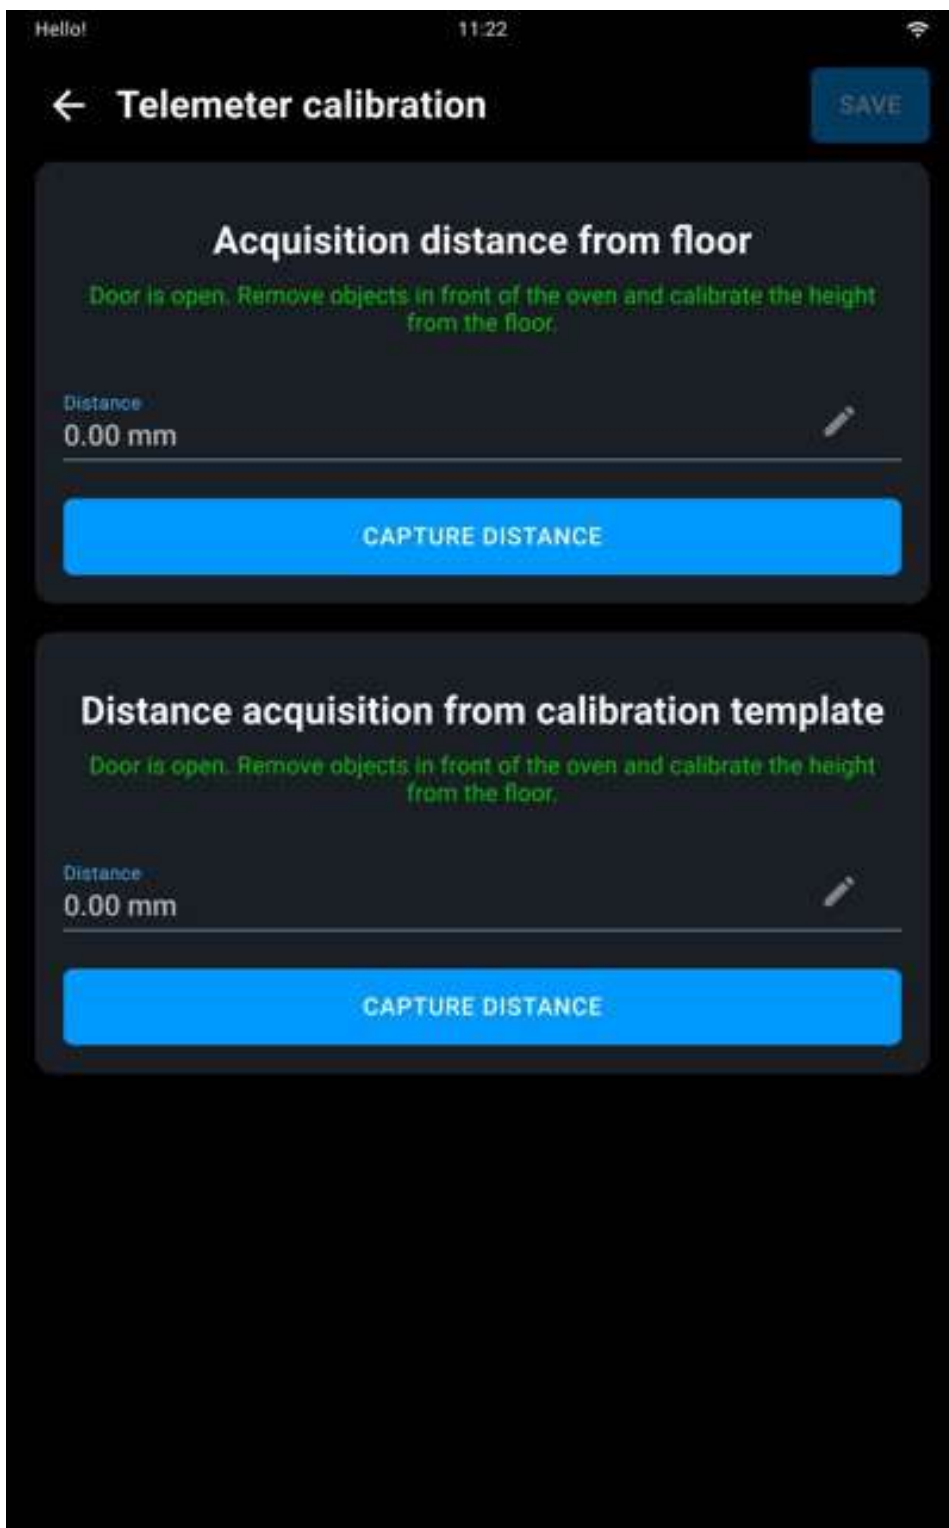 Hello!
11:22
Telemeter calibration
SAVE
Acquisition distance from floor
Door is open. Remove objects in front of the oven and calibrate the height
from the floor.
Distance
0.00 mm
CAPTURE DISTANCE
Distance acquisition from calibration template
Door is open. Remove objects in front of the oven and calibrate the height
from the floor.
Distance
0.00 mm
CAPTURE DISTANCE